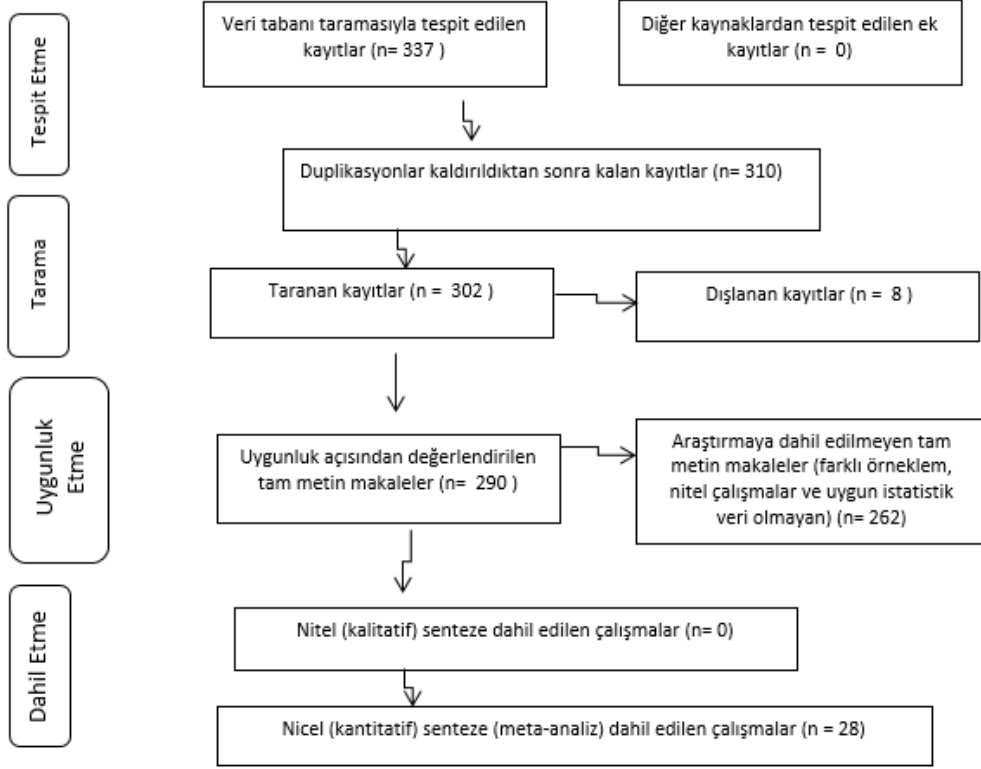 Tespit Etme
Veri tabanı taramasıyla tespit edilen
kayıtlar (n= 337 )
Diğer kaynaklardan tespit edilen ek
kayıtlar (n =  0)
Duplikasyonlar kaldırıldıktan sonra kalan kayıtlar (n= 310)
Tarama
Taranan kayıtlar (n =  302 )
Dışlanan kayıtlar (n =  8 )
Uygunluk
Etme
Uygunluk açısından değerlendirilen
tam metin makaleler (n=  290 )
Araştırmaya dahil edilmeyen tam
metin makaleler (farklı örneklem,
nitel çalışmalar ve uygun istatistik
veri olmayan) (n= 262)
Dahil Etme
Nitel (kalitatif) senteze dahil edilen çalışmalar (n= 0)
Nicel (kantitatif) senteze (meta-analiz) dahil edilen çalışmalar (n = 28)